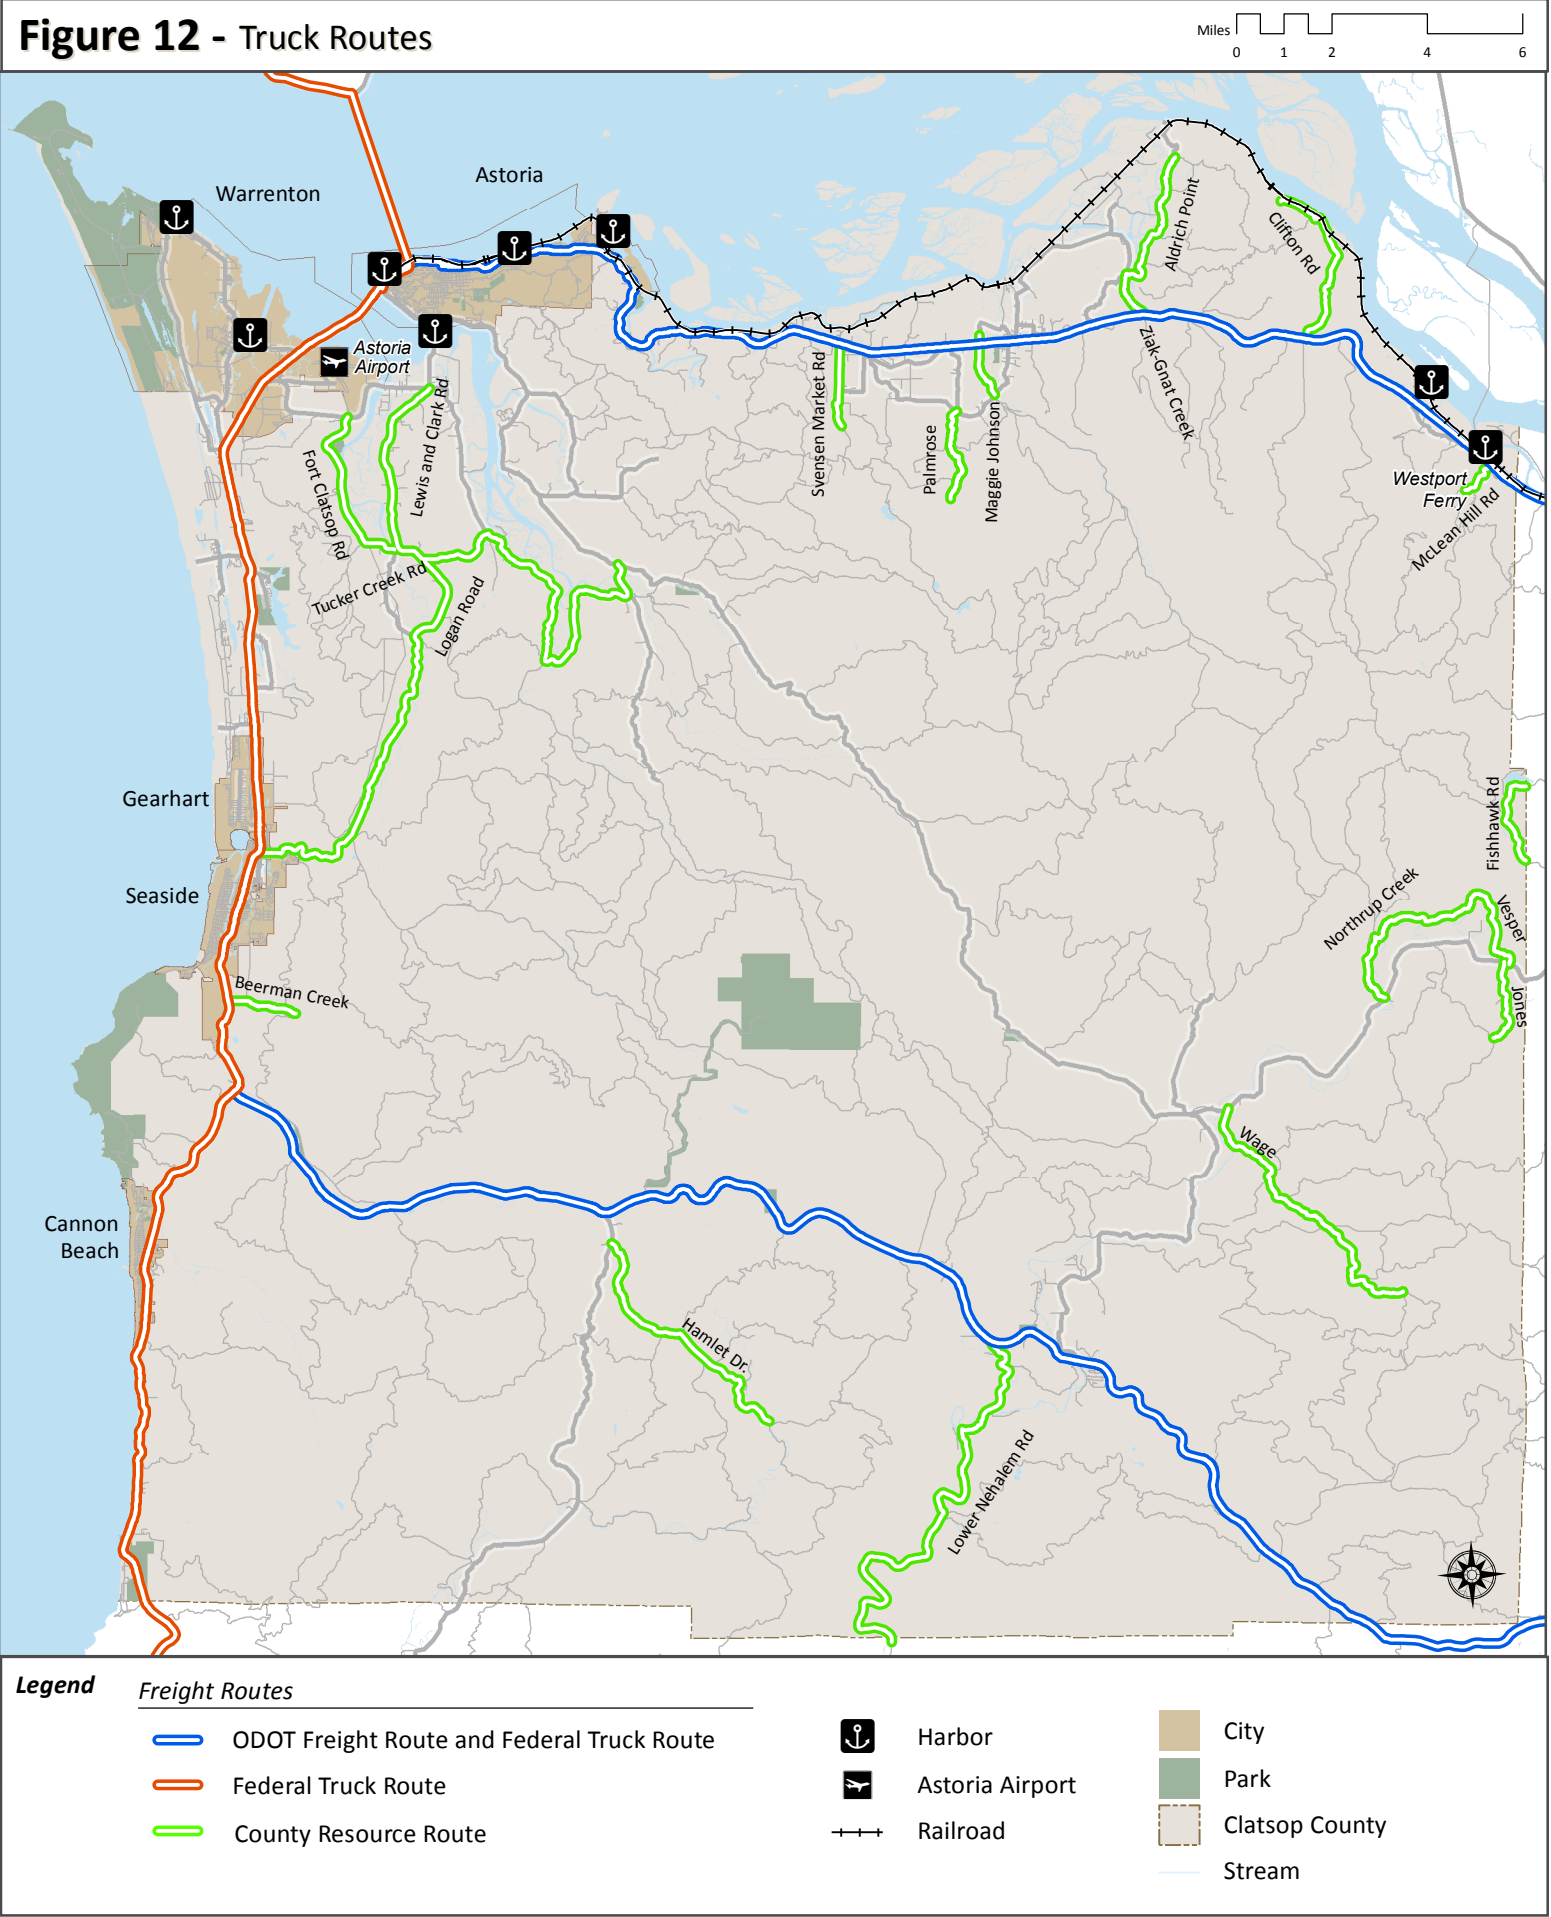 Figure 12 - Truck Routes
Miles
0 1 2 4 6
Astoria
Warrenton
Aldrich Point
Clifton Rd
Astoria
Airport
Ziak-Gnat Creek
Svensen Market Rd
Lewis and Clark Rd
Palmrose
Maggie Johnson
Fort Clatsop Rd
Westport
Ferry
McLean Hill Rd
Tucker Creek Rd
Logan Road
Gearhart
Fishhawk Rd
Seaside
Northrup Creek
Vesper
Beerman Creek
Jones
Wage
Cannon
Beach
Hamlet Dr.
Lower Nehalem Rd
Legend
Freight Routes
ODOT Freight Route and Federal Truck Route
Federal Truck Route
County Resource Route
Harbor
Astoria Airport
Railroad
City
Park
Clatsop County
Stream